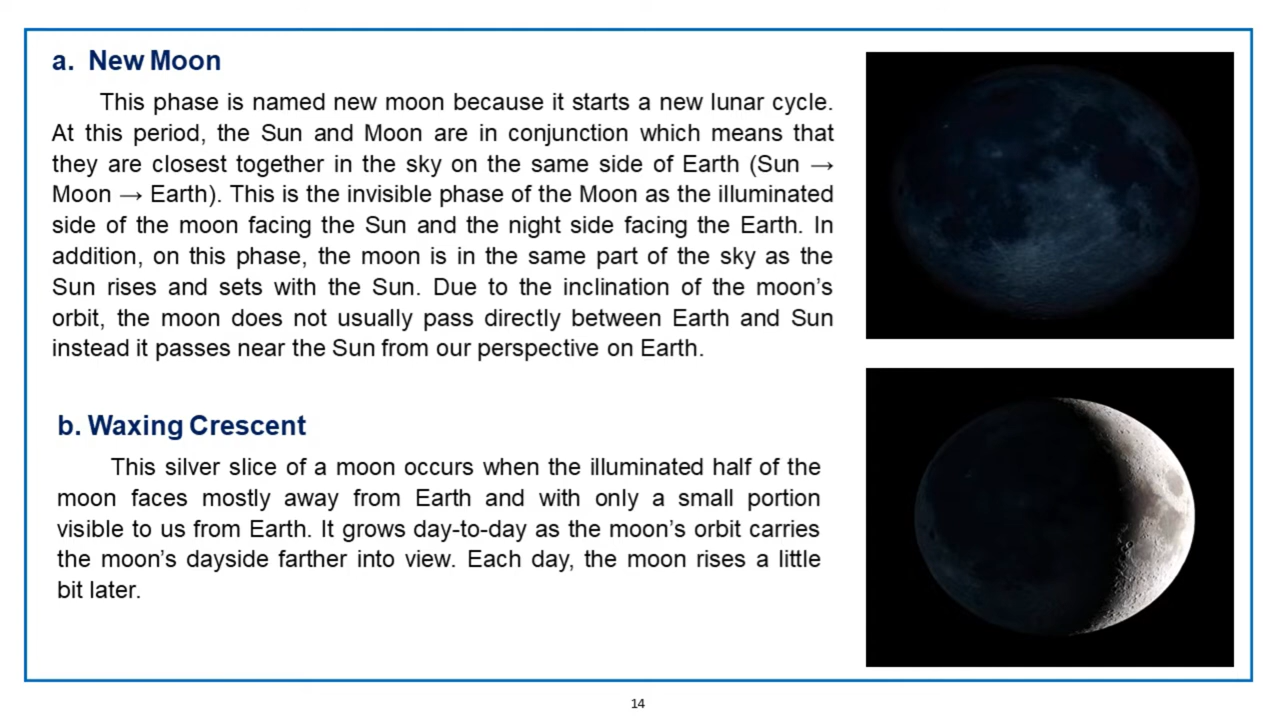 a. New Moon
This phase is named new moon because it starts a new lunar cycle.
At this period, the Sun and Moon are in conjunction which means that
they are closest together in the sky on the same side of Earth (Sun →
Moon → Earth). This is the invisible phase of the Moon as the illuminated
side of the moon facing the Sun and the night side facing the Earth. In
addition, on this phase, the moon is in the same part of the sky as the
Sun rises and sets with the Sun. Due to the inclination of the moon’s
orbit, the moon does not usually pass directly between Earth and Sun
instead it passes near the Sun from our perspective on Earth.
b. Waxing Crescent
This silver slice of a moon occurs when the illuminated half of the
moon faces mostly away from Earth and with only a small portion
visible to us from Earth. It grows day-to-day as the moon’s orbit carries
the moon’s dayside farther into view. Each day, the moon rises a little
bit later.
14